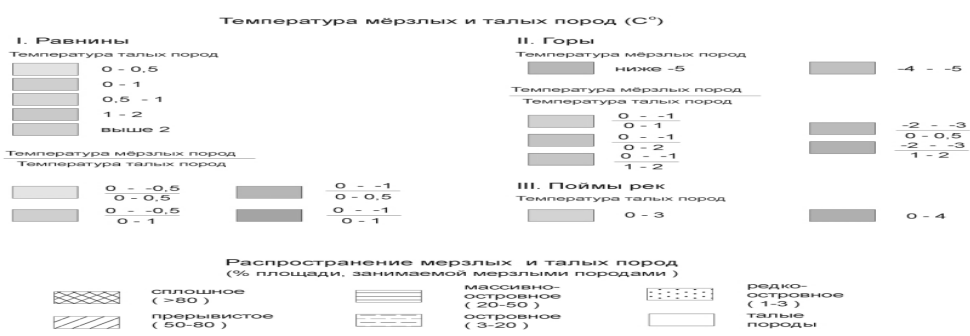 Температура мёрзлых и талых пород (С°)
I. Равнины
Температура талых пород
0 - 0,5
0 - 1
0,5 - 1
1 - 2
выше 2
Температура мёрзлых пород
Температура талых пород
0 - -0,5
0 - 0,5
0 - -1
0 - 0,5
0 - -0,5
0 - 1
0 - -1
0 - 1
II. Горы
Температура мёрзлых пород
ниже -5
-4 - -5
Температура мёрзлых пород
Температура талых пород
0 - -1
0 - 1
0 - -1
0 - 2
0 - -1
1 - 2
-2 - -3
0 - 0,5
-2 - -3
1 - 2
III. Поймы рек
Температура талых пород
0 - 3
0 - 4
Распространение мерзлых и талых пород
(% площади, занимаемой мерзлыми породами )
сплошное
( >80 )
массивно-
островное
( 20-50 )
редко-
островное
( 1-3 )
прерывистое
( 50-80 )
островное
( 3-20 )
талые
породы